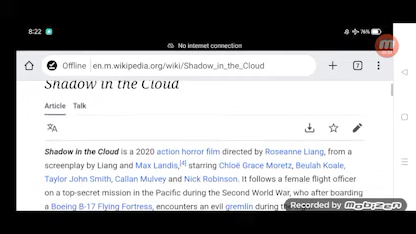 8:22 76%
No internet connection
Offline en.m.wikipedia.org/wiki/Shadow_in_the_Cloud + 7
Shadow in the Cloud
Article Talk
Shadow in the Cloud is a 2020 action horror film directed by Roseanne Liang, from a
screenplay by Liang and Max Landis,[4] starring Chloë Grace Moretz, Beulah Koale,
Taylor John Smith, Callan Mulvey and Nick Robinson. It follows a female flight officer
on a top-secret mission in the Pacific during the Second World War, who after boarding
a Boeing B-17 Flying Fortress, encounters an evil gremlin during the
Recorded by mobizen